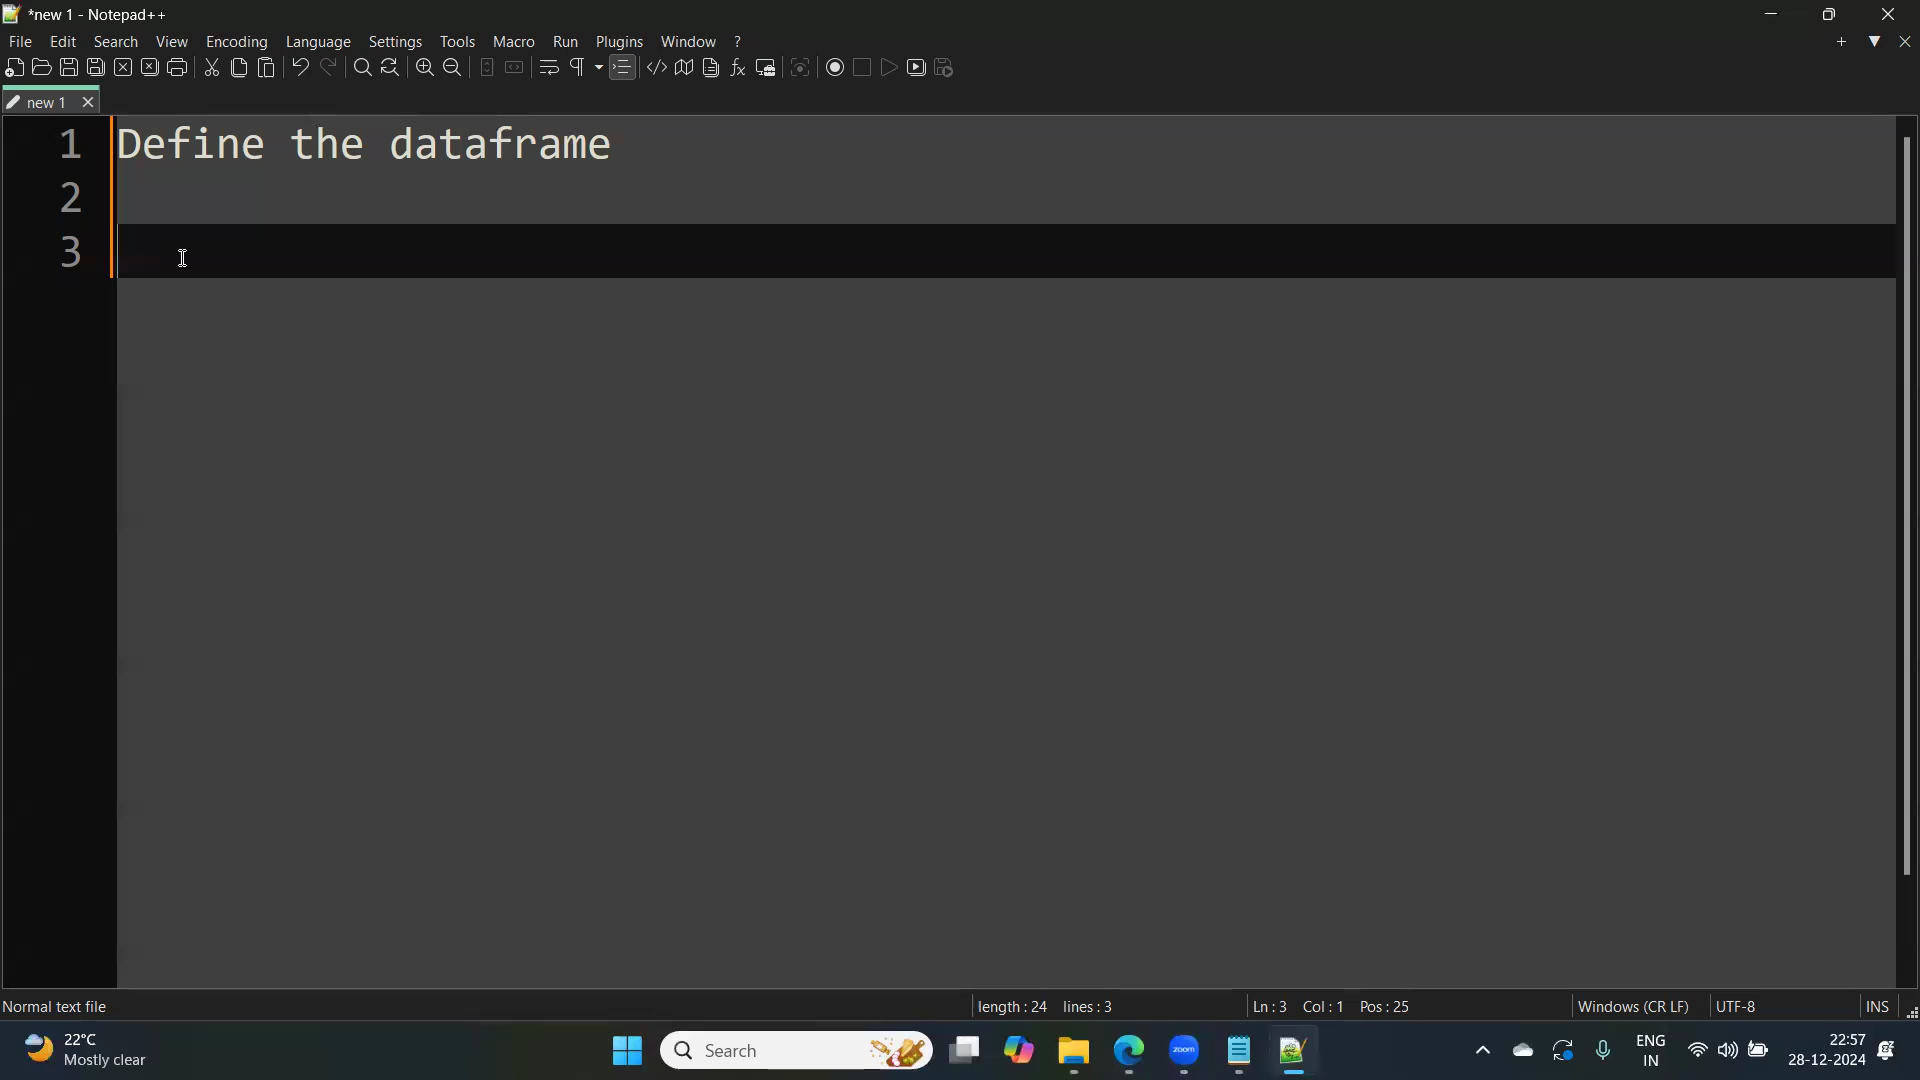 *new 1 - Notepad++
File Edit Search View Encoding Language Settings Tools Macro Run Plugins Window ?
new 1
1 Define the dataframe
2
3
Normal text file length : 24 lines : 3 Ln : 3 Col : 1 Pos : 25 Windows (CR LF) UTF-8 INS
22°C
Mostly clear
Search
zoom
ENG
IN
22:57
28-12-2024